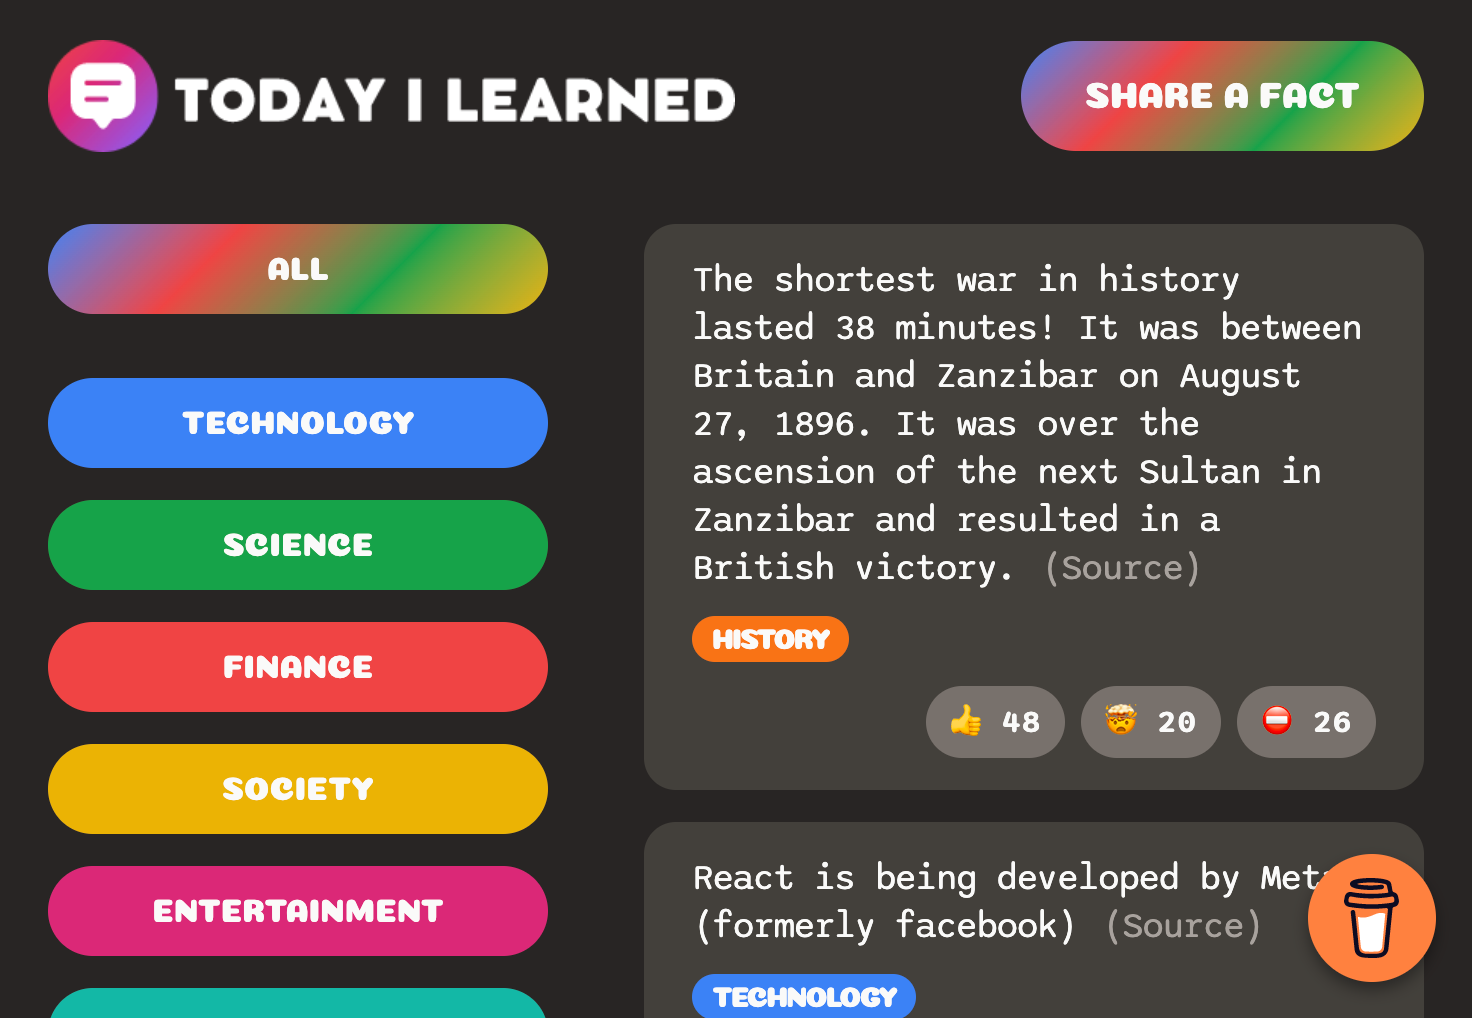 TODAY I LEARNED
SHARE A FACT
ALL
TECHNOLOGY
SCIENCE
FINANCE
SOCIETY
ENTERTAINMENT
The shortest war in history
lasted 38 minutes! It was between
Britain and Zanzibar on August
27, 1896. It was over the
ascension of the next Sultan in
Zanzibar and resulted in a
British victory. (Source)
HISTORY
👍 48 🤯 20 ⛔ 26
React is being developed by Meta
(formerly facebook) (Source)
TECHNOLOGY